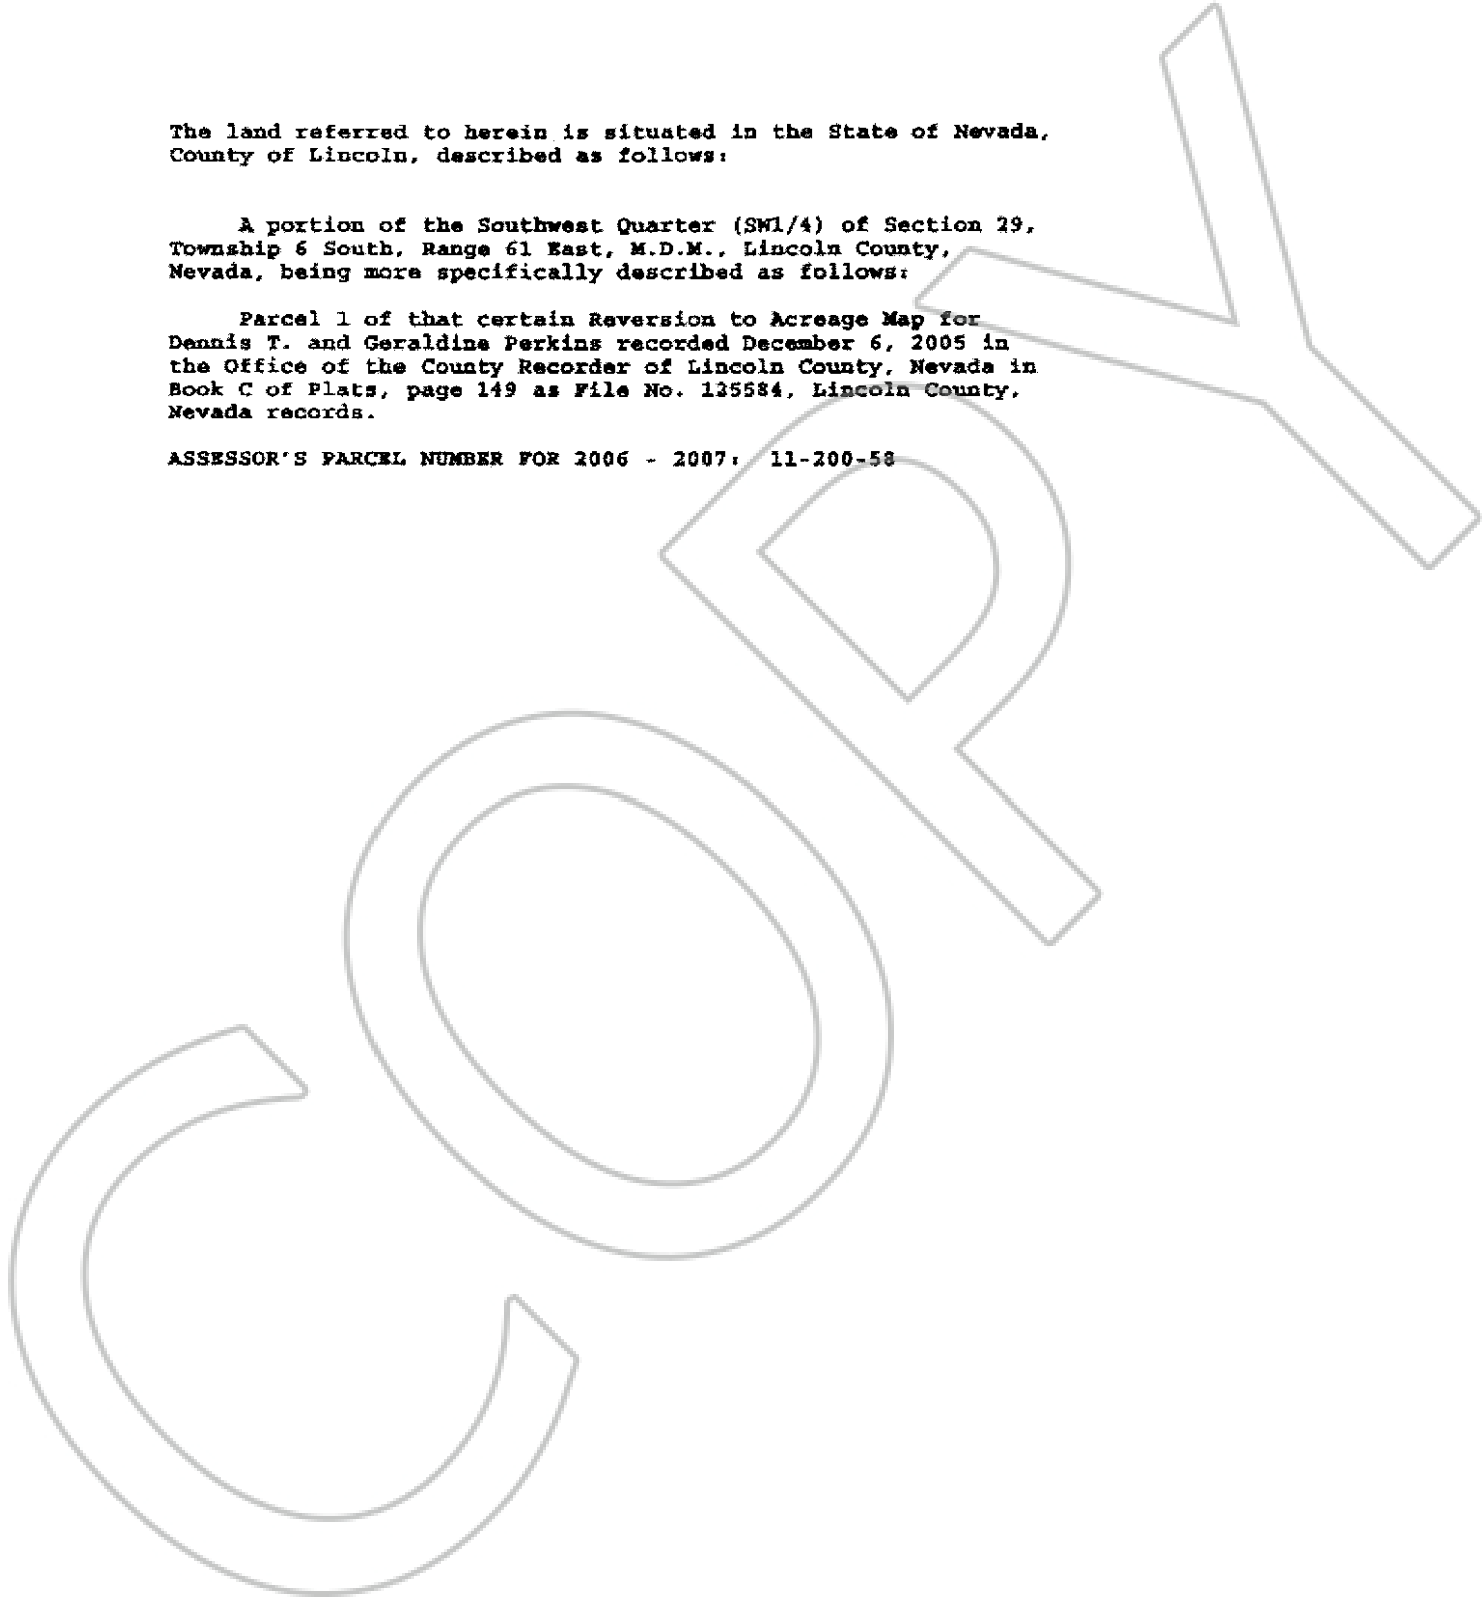 The land referred to herein is situated in the State of Nevada,
County of Lincoln, described as follows:
A portion of the Southwest Quarter (SW1/4) of Section 29,
Township 6 South, Range 61 East, M.D.M., Lincoln County,
Nevada, being more specifically described as follows:
Parcel 1 of that certain Reversion to Acreage Map for
Dennis T. and Geraldine Perkins recorded December 6, 2005 in
the Office of the County Recorder of Lincoln County, Nevada in
Book C of Plats, page 149 as File No. 125584, Lincoln County,
Nevada records.
ASSESSOR'S PARCEL NUMBER FOR 2006 - 2007: 11-200-58
COPY